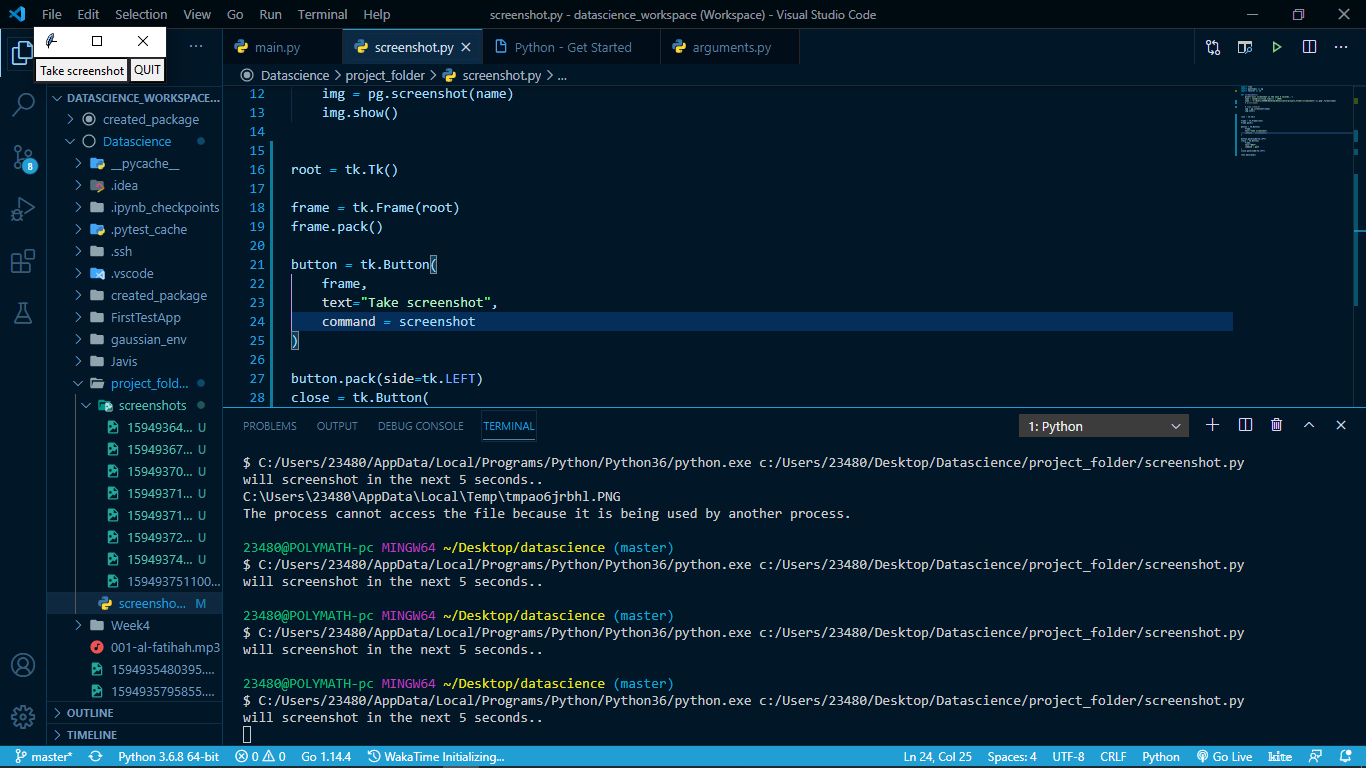 File Edit Selection View Go Run Terminal Help screenshot.py - datascience_workspace (Workspace) - Visual Studio Code
Take screenshot QUIT
main.py screenshot.py Python - Get Started arguments.py
Datascience > project_folder > screenshot.py > ...
DATASCIENCE_WORKSPACE...
created_package
Datascience
__pycache__
.idea
.ipynb_checkpoints
.pytest_cache
.ssh
.vscode
created_package
FirstTestApp
gaussian_env
Javis
project_fold...
screenshots
15949364... U
15949367... U
15949370... U
15949371... U
15949371... U
15949372... U
15949374... U
159493751100...
screensho... M
Week4
001-al-fatihah.mp3
1594935480395....
1594935795855....
OUTLINE
TIMELINE
8
12 img = pg.screenshot(name)
13 img.show()
14
15
16 root = tk.Tk()
17
18 frame = tk.Frame(root)
19 frame.pack()
20
21 button = tk.Button(
22 frame,
23 text="Take screenshot",
24 command = screenshot
25 )
26
27 button.pack(side=tk.LEFT)
28 close = tk.Button(
PROBLEMS OUTPUT DEBUG CONSOLE TERMINAL 1: Python
$ C:/Users/23480/AppData/Local/Programs/Python/Python36/python.exe c:/Users/23480/Desktop/Datascience/project_folder/screenshot.py
will screenshot in the next 5 seconds..
C:\Users\23480\AppData\Local\Temp\tmpao6jrbhl.PNG
The process cannot access the file because it is being used by another process.
23480@POLYMATH-pc MINGW64 ~/Desktop/datascience (master)
$ C:/Users/23480/AppData/Local/Programs/Python/Python36/python.exe c:/Users/23480/Desktop/Datascience/project_folder/screenshot.py
will screenshot in the next 5 seconds..
23480@POLYMATH-pc MINGW64 ~/Desktop/datascience (master)
$ C:/Users/23480/AppData/Local/Programs/Python/Python36/python.exe c:/Users/23480/Desktop/Datascience/project_folder/screenshot.py
will screenshot in the next 5 seconds..
23480@POLYMATH-pc MINGW64 ~/Desktop/datascience (master)
$ C:/Users/23480/AppData/Local/Programs/Python/Python36/python.exe c:/Users/23480/Desktop/Datascience/project_folder/screenshot.py
will screenshot in the next 5 seconds..
master* Python 3.6.8 64-bit 0 0 Go 1.14.4 WakaTime Initializing... Ln 24, Col 25 Spaces: 4 UTF-8 CRLF Python Go Live kite